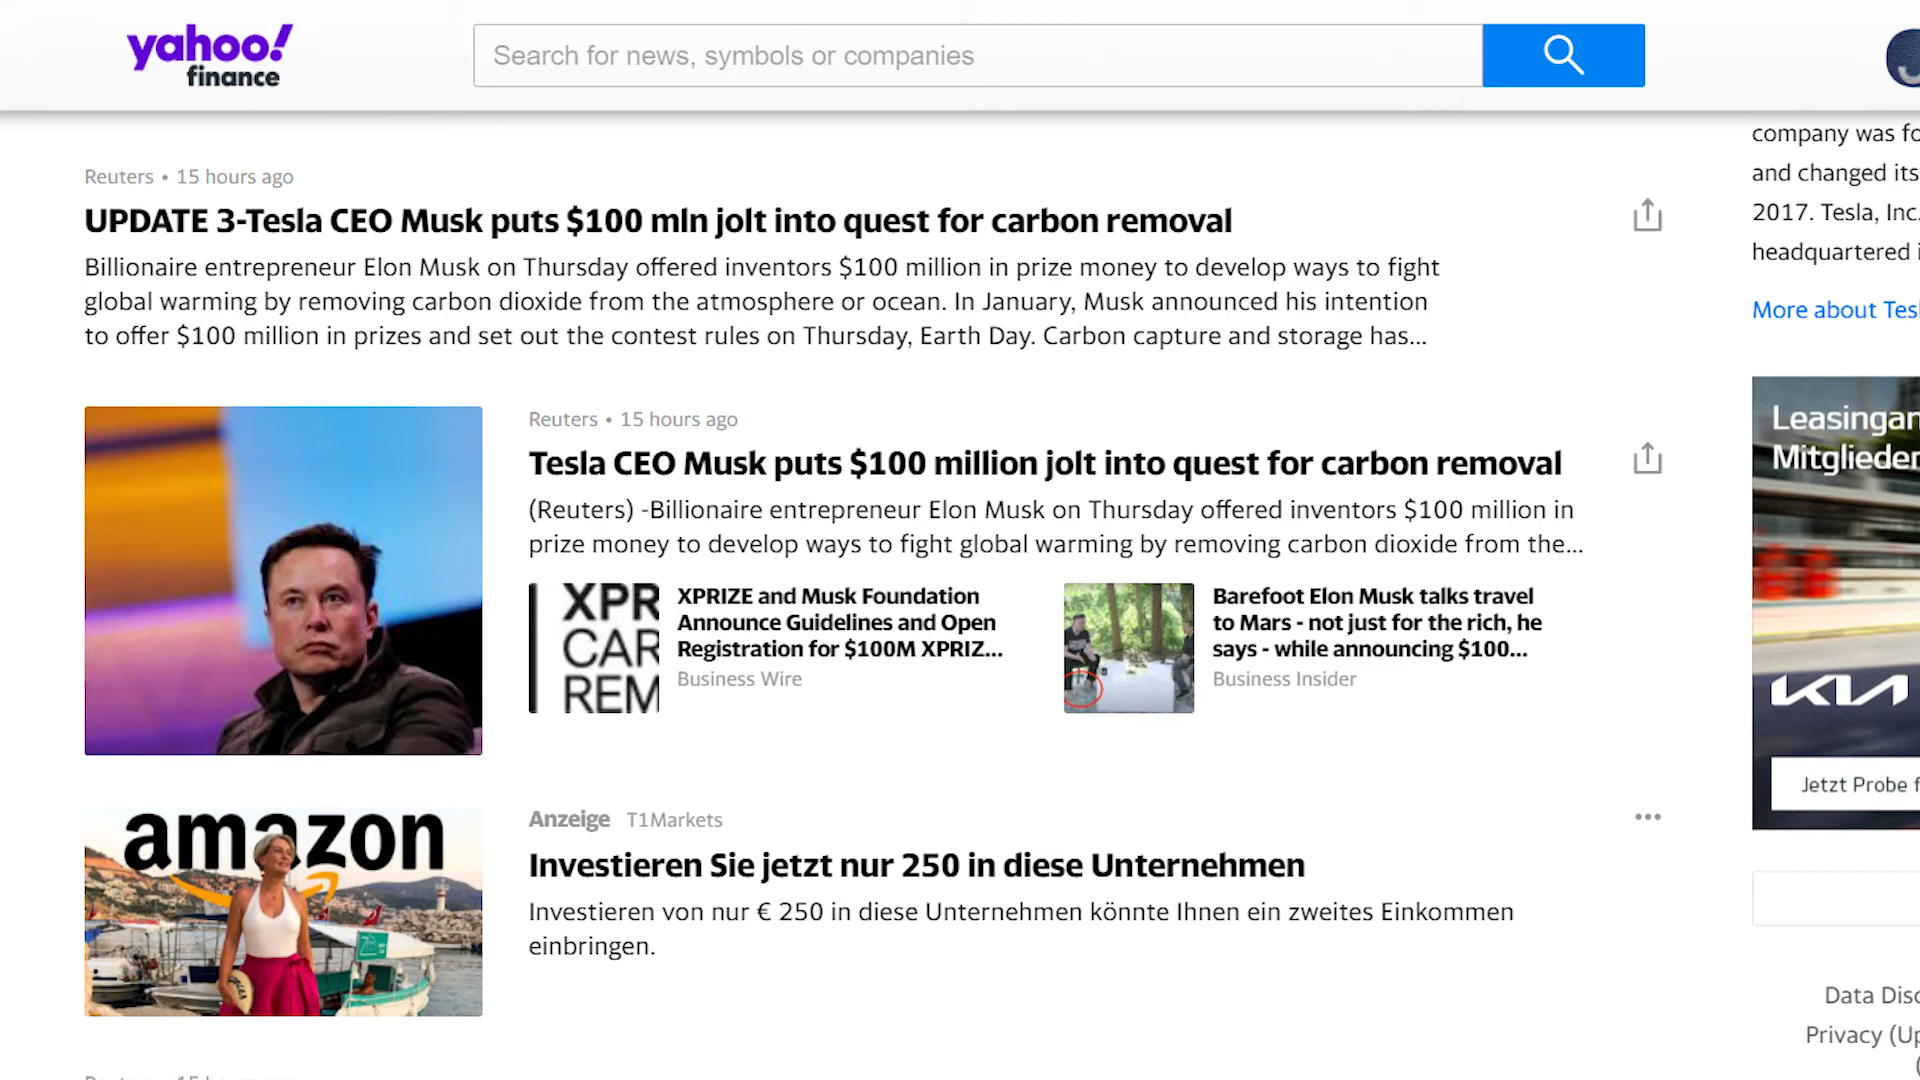 yahoo!
finance
Search for news, symbols or companies
Reuters • 15 hours ago
UPDATE 3-Tesla CEO Musk puts $100 mln jolt into quest for carbon removal
Billionaire entrepreneur Elon Musk on Thursday offered inventors $100 million in prize money to develop ways to fight
global warming by removing carbon dioxide from the atmosphere or ocean. In January, Musk announced his intention
to offer $100 million in prizes and set out the contest rules on Thursday, Earth Day. Carbon capture and storage has...
Reuters • 15 hours ago
Tesla CEO Musk puts $100 million jolt into quest for carbon removal
(Reuters) -Billionaire entrepreneur Elon Musk on Thursday offered inventors $100 million in
prize money to develop ways to fight global warming by removing carbon dioxide from the...
XPR
CAR
REM
XPRIZE and Musk Foundation
Announce Guidelines and Open
Registration for $100M XPRIZ...
Business Wire
Barefoot Elon Musk talks travel
to Mars - not just for the rich, he
says - while announcing $100...
Business Insider
amazon
Anzeige T1Markets
Investieren Sie jetzt nur 250 in diese Unternehmen
Investieren von nur € 250 in diese Unternehmen könnte Ihnen ein zweites Einkommen
einbringen.
company was fo
and changed its
2017. Tesla, Inc.
headquartered i
More about Tesl
Leasingan
Mitglieder
KIA
Jetzt Probe f
Data Disc
Privacy (Up